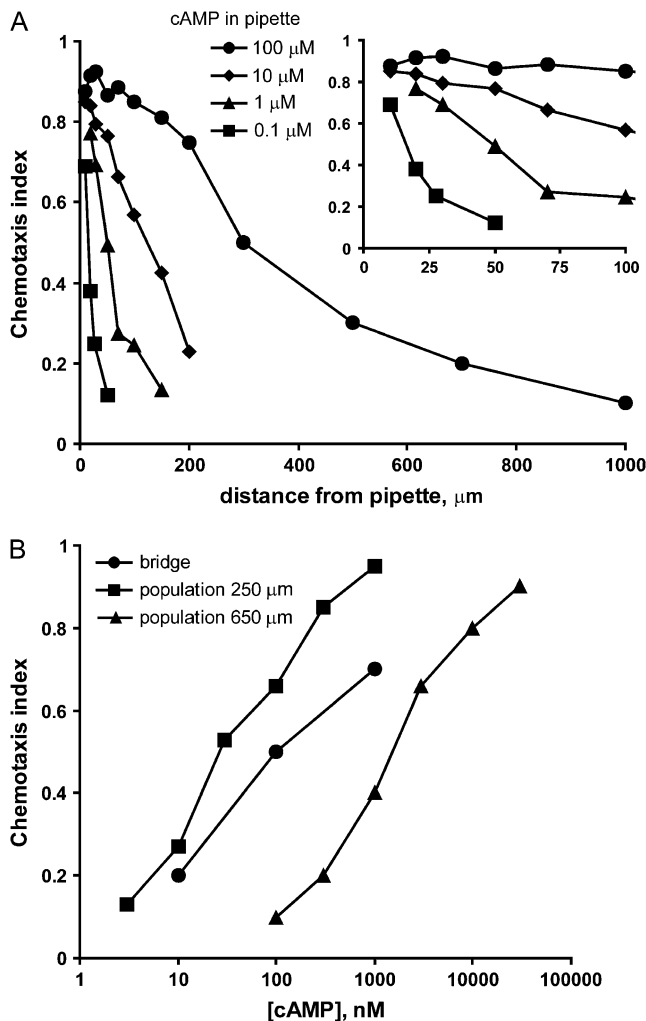 A
cAMP in pipette
100 μM
10 μM
1 μM
0.1 μM
1
0.8
0.6
0.4
0.2
0
Chemotaxis index
0
200
400
600
800
1000
distance from pipette, μm
1
0.8
0.6
0.4
0.2
0
0
25
50
75
100
B
bridge
population 250 μm
population 650 μm
1
0.8
0.6
0.4
0.2
0
Chemotaxis index
1
10
100
1000
10000
100000
[cAMP], nM